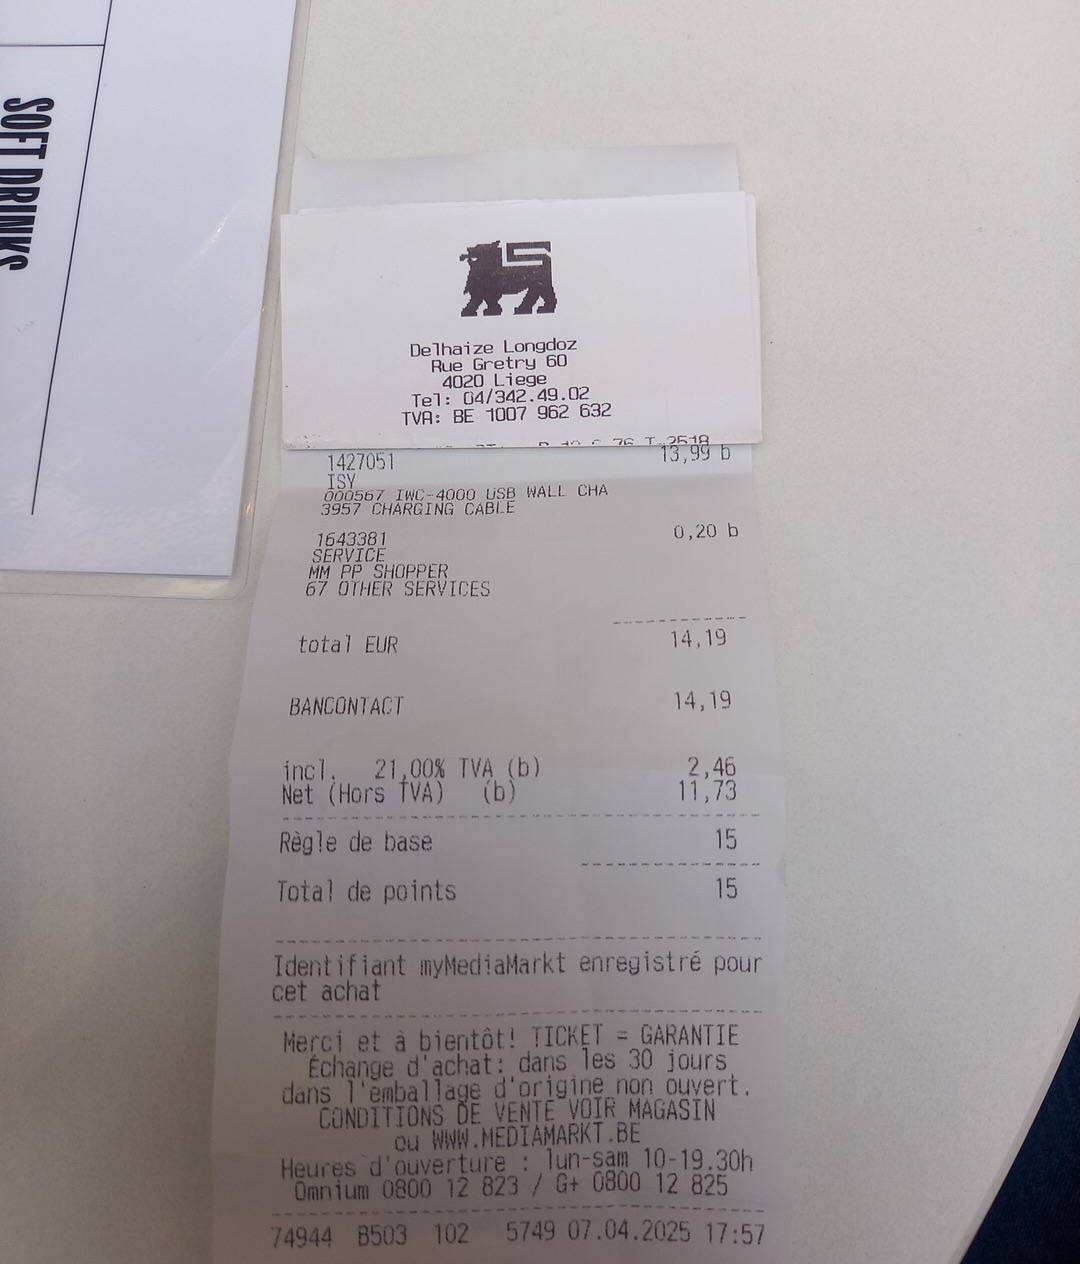 SOFT DRINKS
Delhaize Longdoz
Rue Gretry 60
4020 Liege
Tel: 04/342.49.02
TVA: BE 1007 962 632
1427051 13,99 b
ISY
000567 IWC-4000 USB WALL CHA
3957 CHARGING CABLE
1643381 0,20 b
SERVICE
MM PP SHOPPER
67 OTHER SERVICES
total EUR 14,19
BANCONTACT 14,19
incl. 21,00% TVA (b) 2,46
Net (Hors TVA) (b) 11,73
Règle de base 15
Total de points 15
Identifiant myMediaMarkt enregistré pour
cet achat
Merci et à bientôt! TICKET = GARANTIE
Échange d'achat: dans les 30 jours
dans l'emballage d'origine non ouvert.
CONDITIONS DE VENTE VOIR MAGASIN
ou WWW.MEDIAMARKT.BE
Heures d'ouverture : lun-sam 10-19.30h
Omnium 0800 12 823 / G+ 0800 12 825
74944 B503 102 5749 07.04.2025 17:57